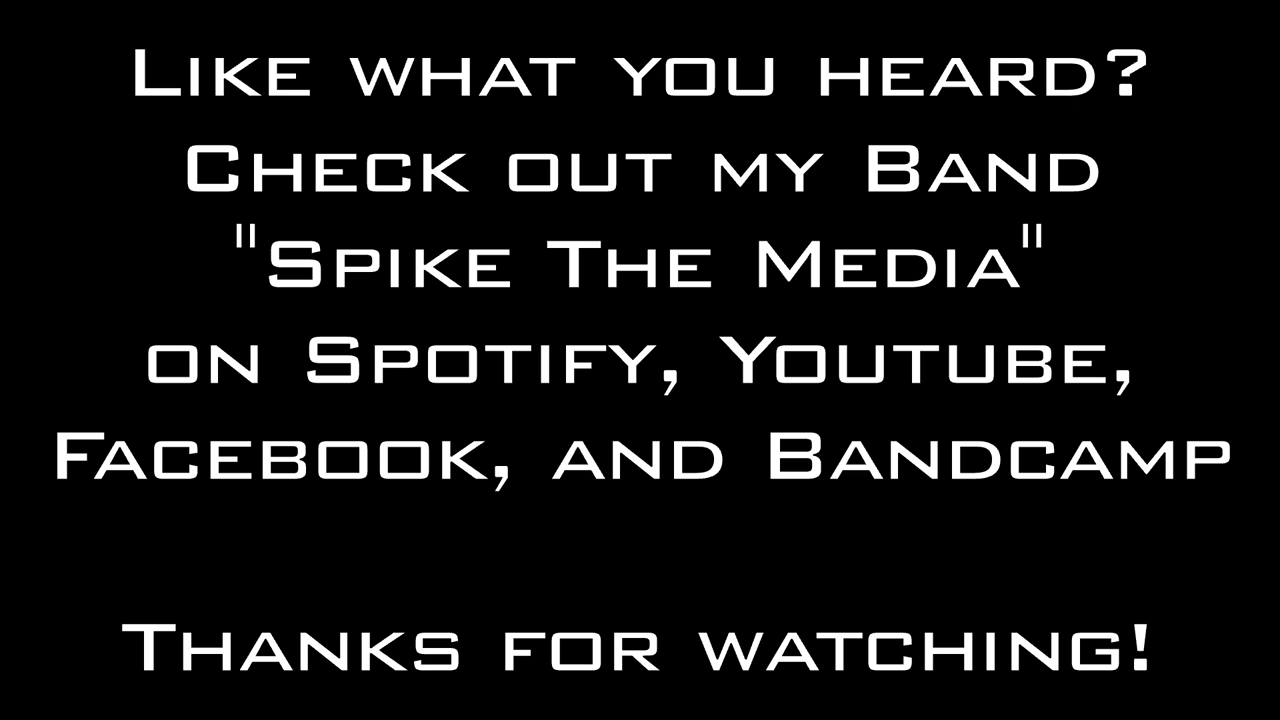 Like what you heard?
Check out my Band
"Spike The Media"
on Spotify, Youtube,
Facebook, and Bandcamp
Thanks for watching!